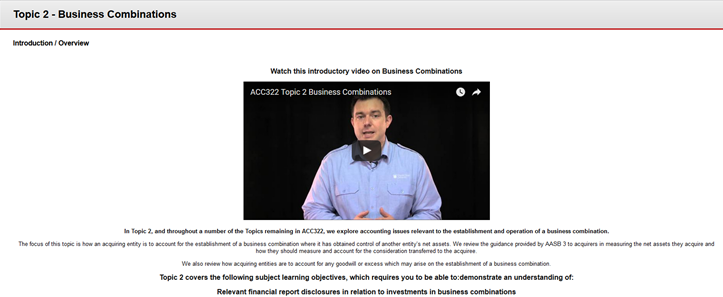 Topic 2 - Business Combinations
Introduction / Overview
Watch this introductory video on Business Combinations
ACC322 Topic 2 Business Combinations
In Topic 2, and throughout a number of the Topics remaining in ACC322, we explore accounting issues relevant to the establishment and operation of a business combination.
The focus of this topic is how an acquiring entity is to account for the establishment of a business combination where it has obtained control of another entity's net assets. We review the guidance provided by AASB 3 to acquirers in measuring the net assets they acquire and
how they should measure and account for the consideration transferred to the acquiree.
We also review how acquiring entities are to account for any goodwill or excess which may arise on the establishment of a business combination.
Topic 2 covers the following subject learning objectives, which requires you to be able to:demonstrate an understanding of:
Relevant financial report disclosures in relation to investments in business combinations